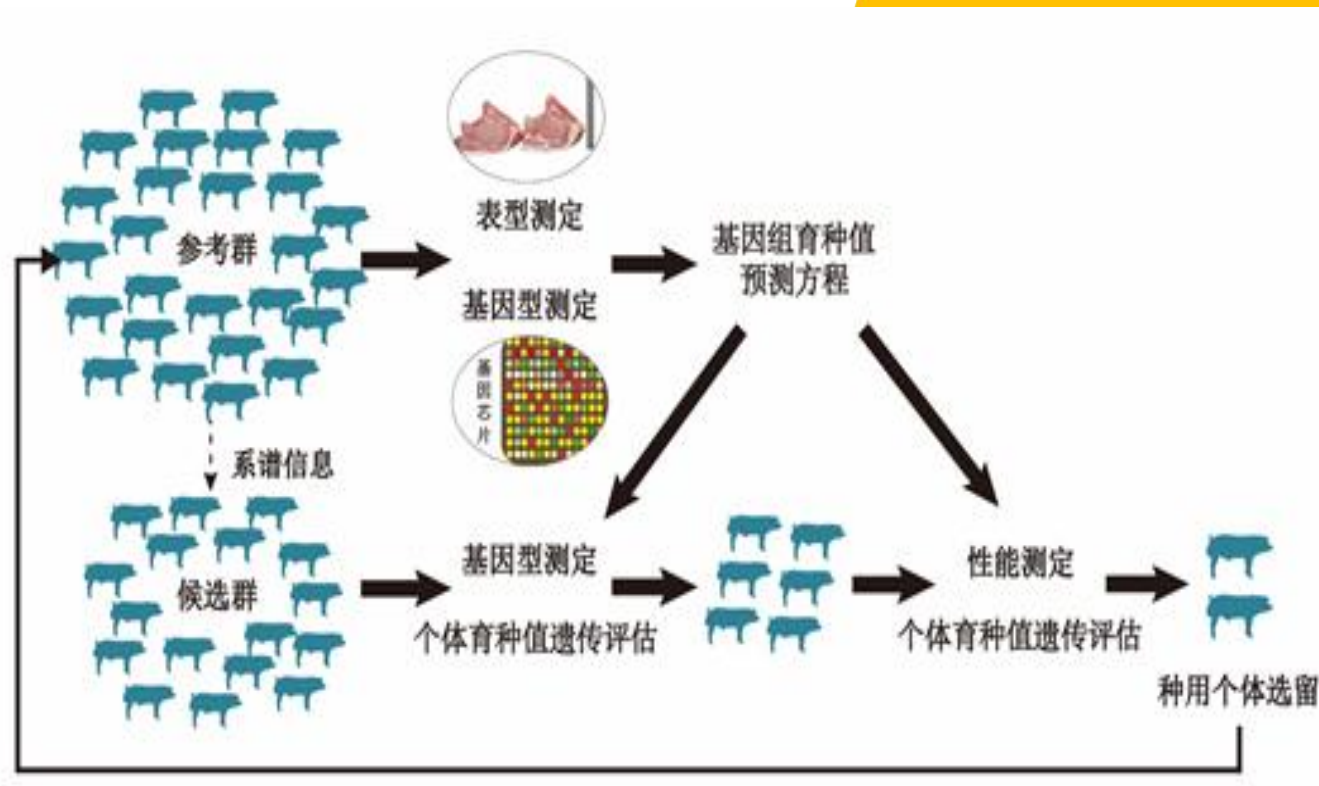 表型测定
参考群
基因组育种值
预测方程
基因型测定
基因芯片
系谱信息
候选群
基因型测定
个体育种值遗传评估
性能测定
个体育种值遗传评估
种用个体选留